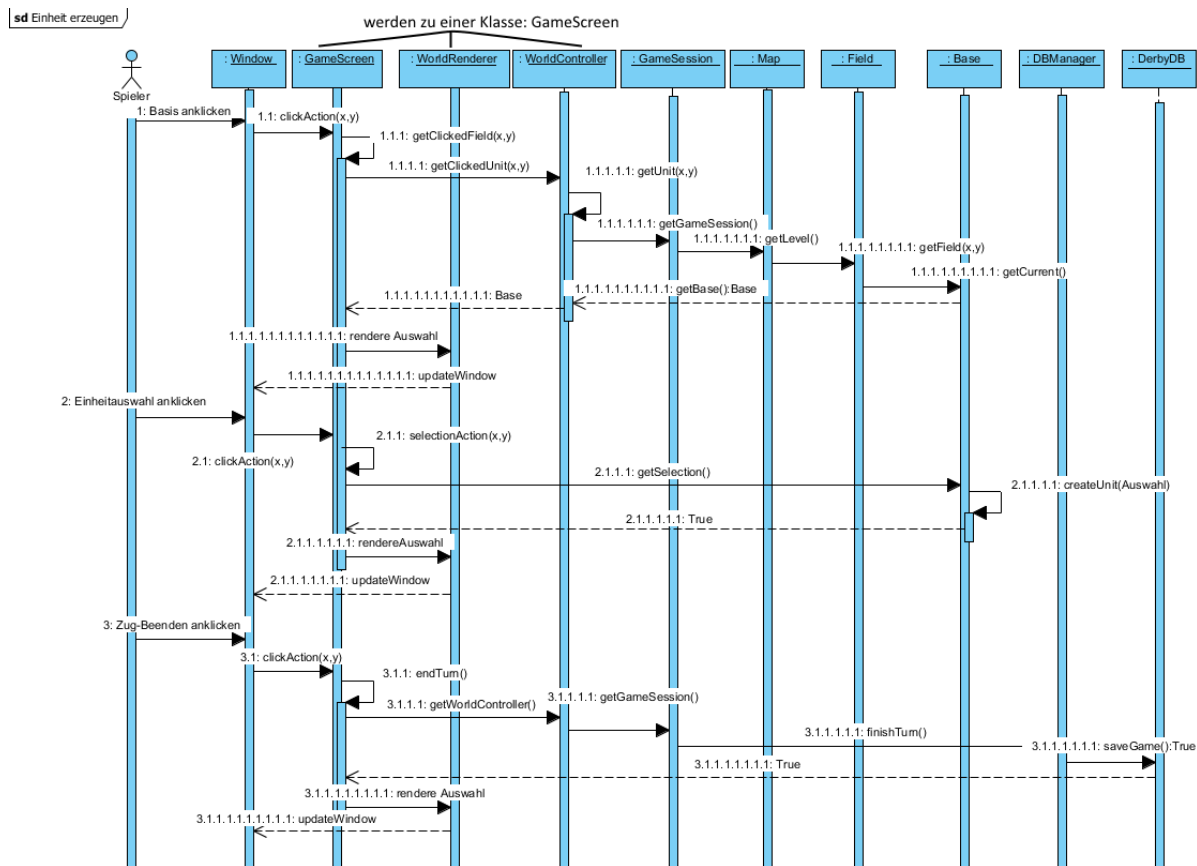 sd Einheit erzeugen
werden zu einer Klasse: GameScreen
: Window
: GameScreen
: WorldRenderer
: WorldController
: GameSession
: Map
: Field
: Base
: DBManager
: DerbyDB
Spieler
1: Basis anklicken
1.1: clickAction(x,y)
1.1.1: getClickedField(x,y)
1.1.1.1: getClickedUnit(x,y)
1.1.1.1.1: getUnit(x,y)
1.1.1.1.1.1: getGameSession()
1.1.1.1.1.1.1: getLevel()
1.1.1.1.1.1.1.1: getField(x,y)
1.1.1.1.1.1.1.1.1: getCurrent()
1.1.1.1.1.1.1.1.1.1: getBase():Base
1.1.1.1.1.1.1.1.1.1.1: Base
1.1.1.1.1.1.1.1.1.1.1.1: rendere Auswahl
1.1.1.1.1.1.1.1.1.1.1.1.1: updateWindow
2: Einheitauswahl anklicken
2.1.1: selectionAction(x,y)
2.1: clickAction(x,y)
2.1.1.1: getSelection()
2.1.1.1.1: createUnit(Auswahl)
2.1.1.1.1.1: True
2.1.1.1.1.1.1: rendereAuswahl
2.1.1.1.1.1.1.1: updateWindow
3: Zug-Beenden anklicken
3.1: clickAction(x,y)
3.1.1: endTurn()
3.1.1.1: getWorldController()
3.1.1.1.1: getGameSession()
3.1.1.1.1.1: finishTurn()
3.1.1.1.1.1.1: saveGame():True
3.1.1.1.1.1.1.1: True
3.1.1.1.1.1.1.1.1: rendere Auswahl
3.1.1.1.1.1.1.1.1.1: updateWindow